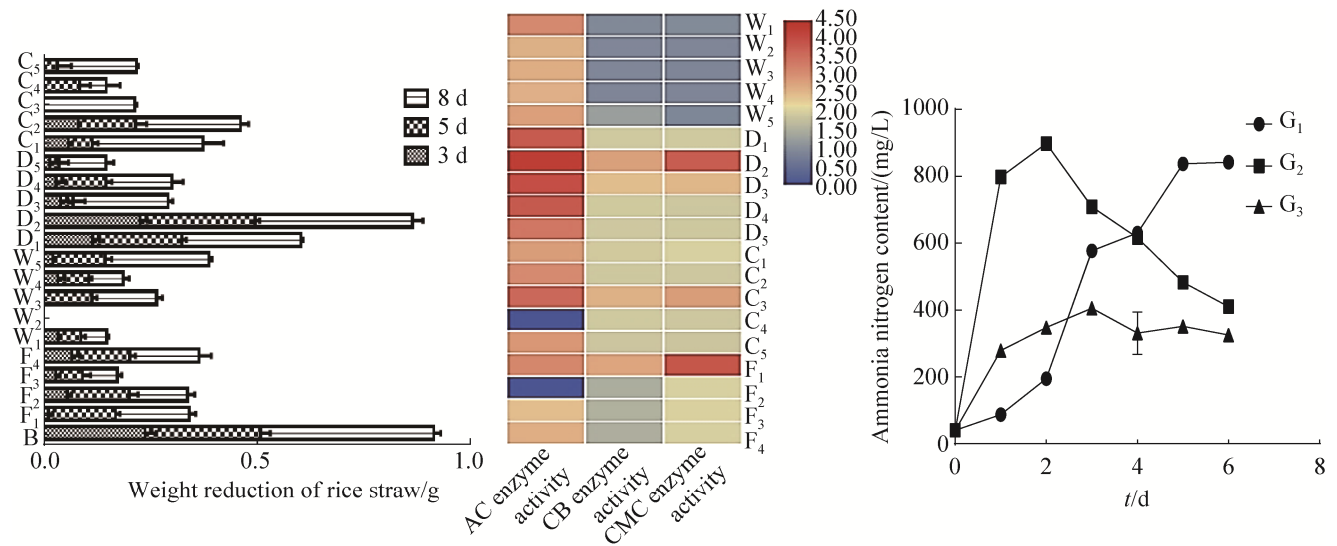 C5
C4
C3
C2
C1
D5
D4
D3
D2
D1
W5
W4
W3
W2
W1
F4
F3
F2
F1
B
0.0
0.5
1.0
Weight reduction of rice straw/g
8 d
5 d
3 d
W1
W2
W3
W4
W5
D1
D2
D3
D4
D5
C1
C2
C3
C4
C5
F1
F2
F3
F4
AC enzyme
activity
CB enzyme
activity
CMC enzyme
activity
4.50
4.00
3.50
3.00
2.50
2.00
1.50
1.00
0.50
0.00
Ammonia nitrogen content/(mg/L)
1 000
800
600
400
200
0
0
2
4
6
8
t/d
G1
G2
G3